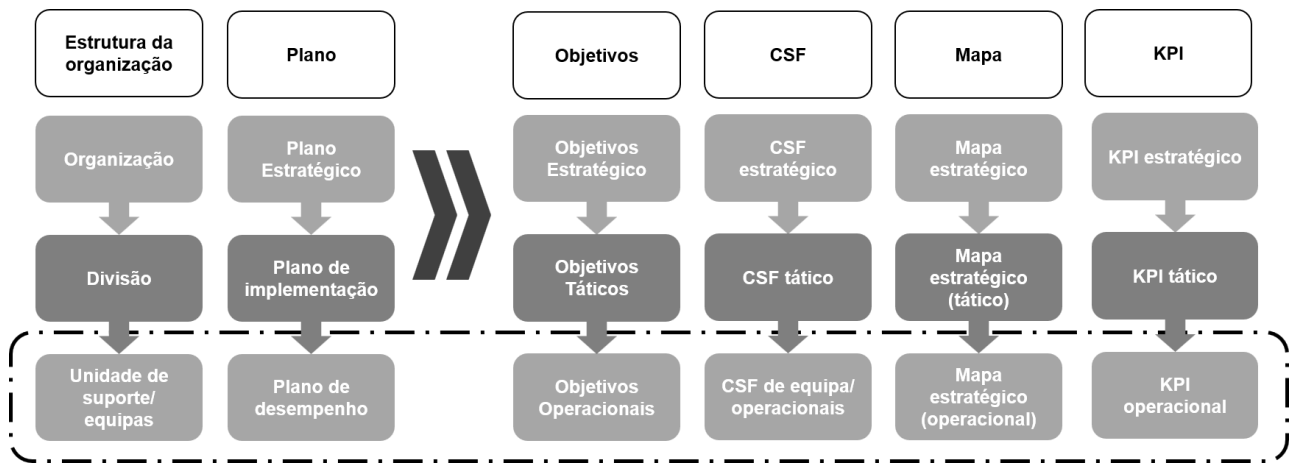 Estrutura da
organização
Plano
Objetivos
CSF
Mapa
KPI
Organização
Plano
Estratégico
Objetivos
Estratégico
CSF
estratégico
Mapa
estratégico
KPI estratégico
Divisão
Plano de
implementação
Objetivos
Táticos
CSF tático
Mapa
estratégico
(tático)
KPI tático
Unidade de
suporte/
equipas
Plano de
desempenho
Objetivos
Operacionais
CSF de equipa/
operacionais
Mapa
estratégico
(operacional)
KPI
operacional